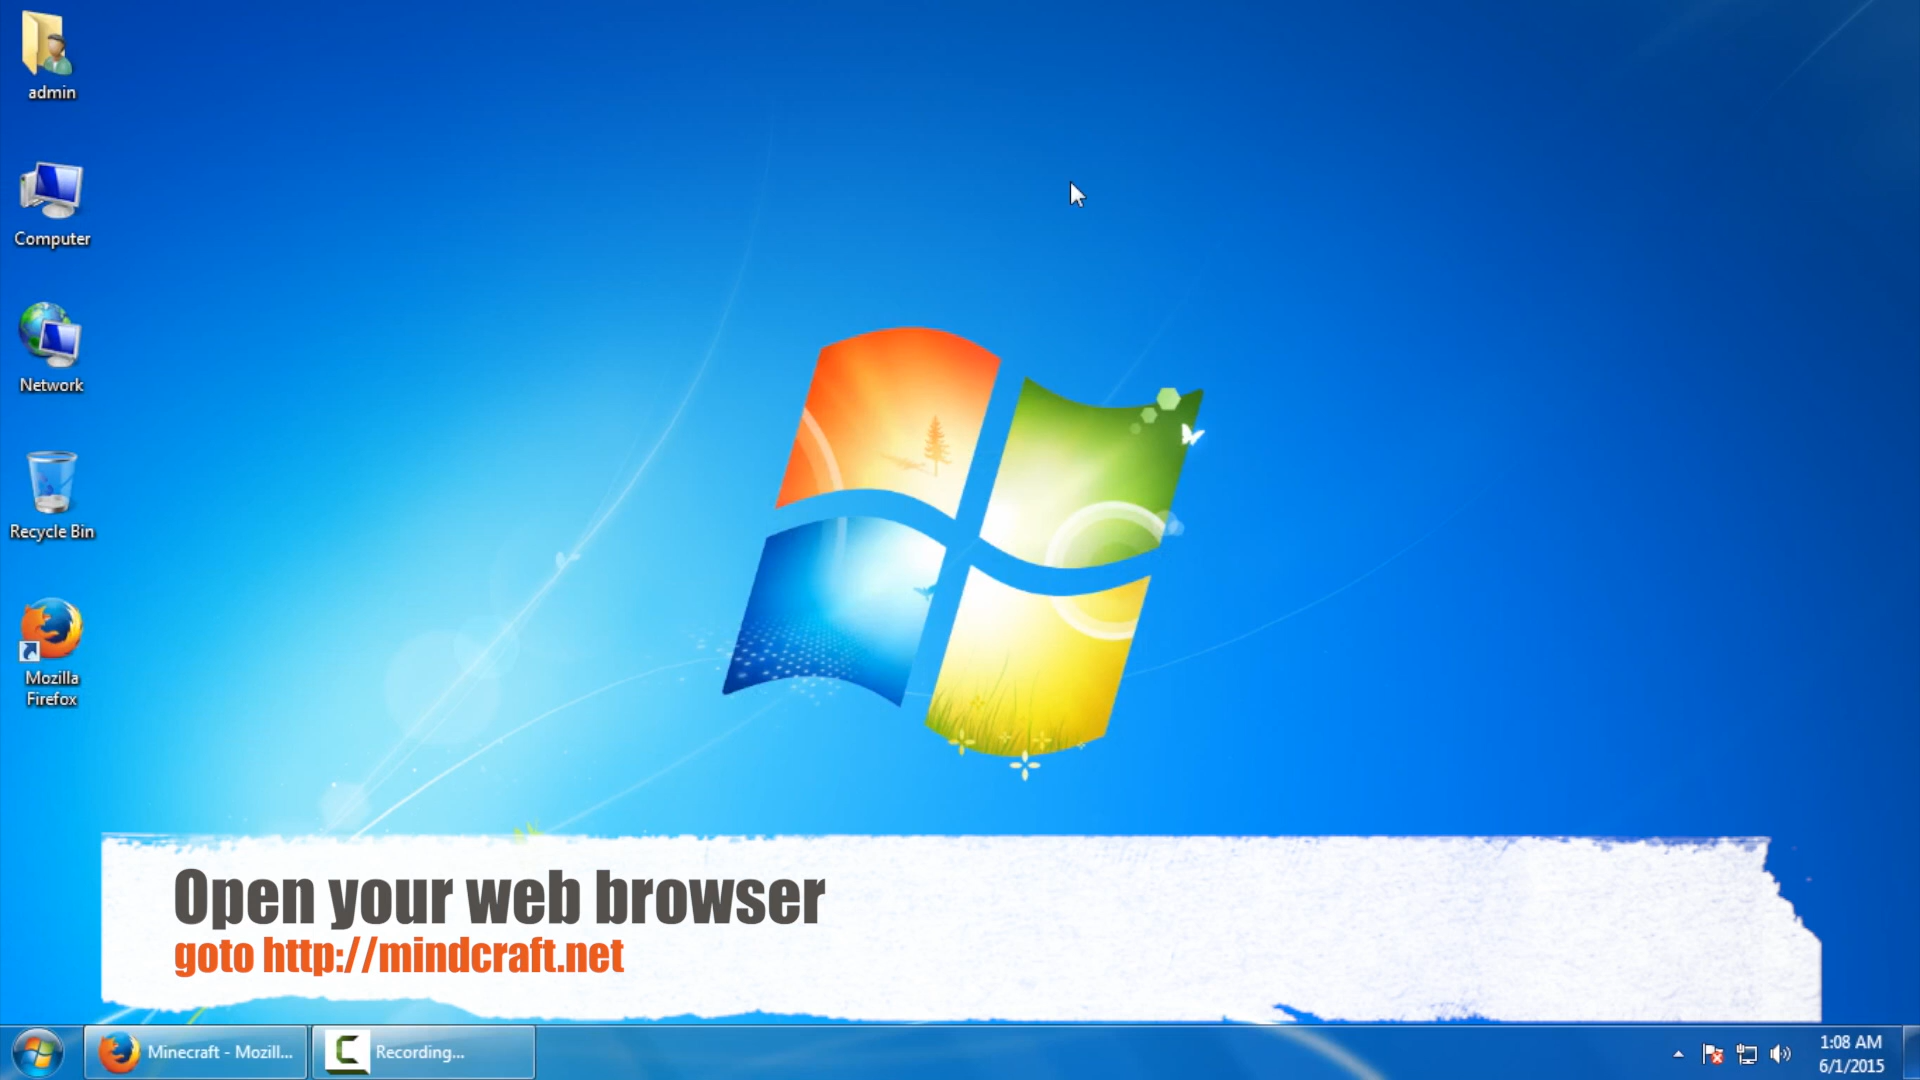 admin
Computer
Network
Recycle Bin
Mozilla
Firefox
Open your web browser
goto http://mindcraft.net
Minecraft - Mozill...
Recording...
1:08 AM
6/1/2015